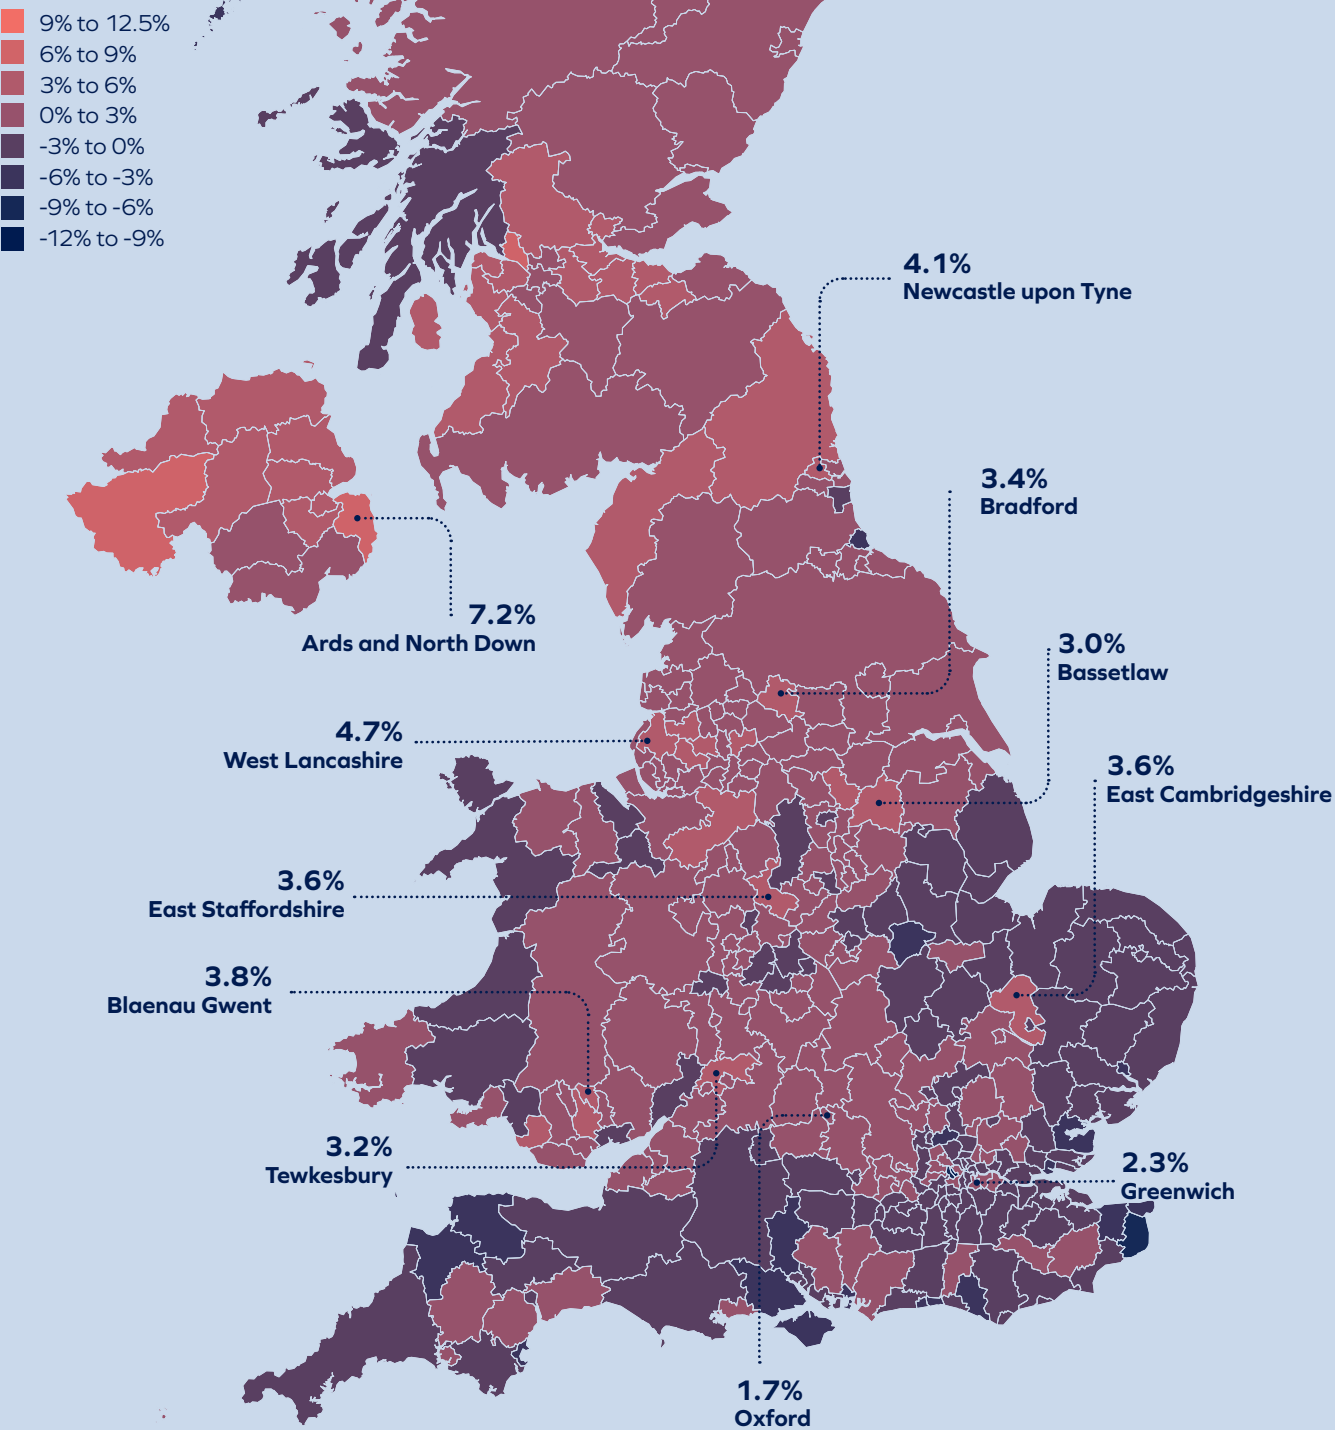 9% to 12.5%
6% to 9%
3% to 6%
0% to 3%
-3% to 0%
-6% to -3%
-9% to -6%
-12% to -9%
4.1%
Newcastle upon Tyne
3.4%
Bradford
7.2%
Ards and North Down
3.0%
Bassetlaw
4.7%
West Lancashire
3.6%
East Cambridgeshire
3.6%
East Staffordshire
3.8%
Blaenau Gwent
3.2%
Tewkesbury
2.3%
Greenwich
1.7%
Oxford